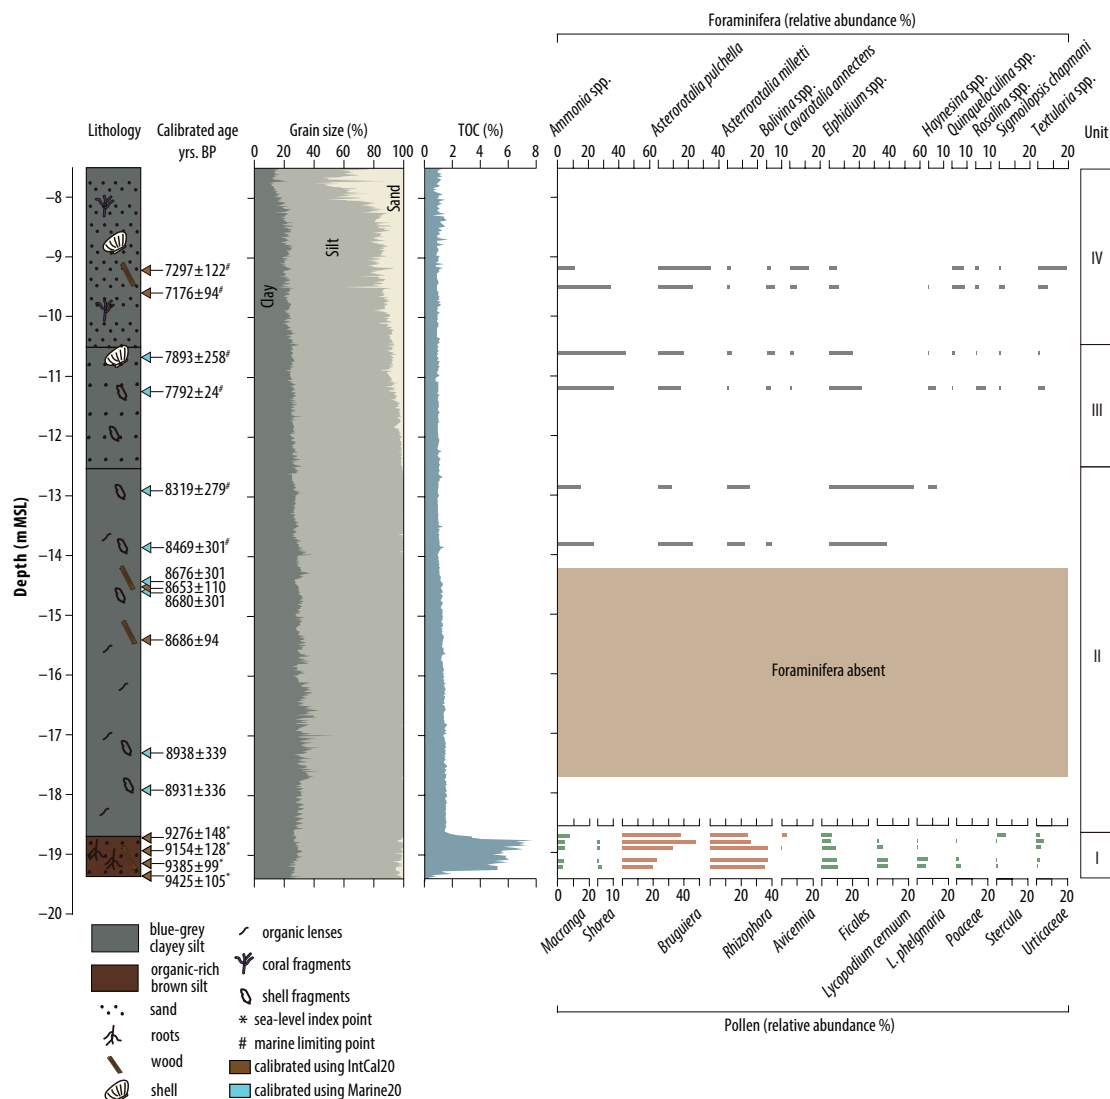 Foraminifera (relative abundance %)
Ammonia spp.
Asterorotalia pulchella
Asterrorotalia milletti
Bolivina spp.
Cavarotalia annectens
Elphidium spp.
Haynesina spp.
Quinqueloculina spp.
Rosalina spp.
Sigmoilopsis chapmani
Textularia spp.
Lithology
Calibrated age
yrs. BP
Grain size (%)
TOC (%)
Unit
0 20 40 60 80 100
0 2 4 6 8
0 20 40 60 20 40 20 10 20 20 40 60 10 10 10 20 20
Depth (m MSL)
−8
−9
−10
−11
−12
−13
−14
−15
−16
−17
−18
−19
−20
7297±122#
7176±94#
7893±258#
7792±24#
8319±279#
8469±301#
8676±301
8653±110
8680±301
8686±94
8938±339
8931±336
9276±148*
9154±128*
9385±99*
9425±105*
Clay
Silt
Sand
Foraminifera absent
IV
III
II
I
0 10 0 10 20 40 20 40 20 20 20 10 10 20 20
Macranga
Shorea
Bruguiera
Rhizophora
Avicennia
Ficales
Lycopodium cernuum
L. phelgmaria
Poaceae
Stercula
Urticaceae
Pollen (relative abundance %)
blue-grey
clayey silt
organic-rich
brown silt
sand
roots
wood
shell
organic lenses
coral fragments
shell fragments
* sea-level index point
# marine limiting point
calibrated using IntCal20
calibrated using Marine20